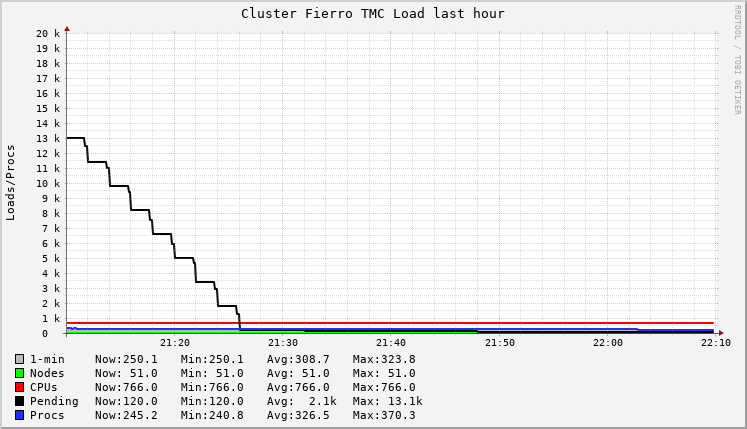 Cluster Fierro TMC Load last hour
RRDTOOL / TOBI OETIKER
Loads/Procs
20 k
19 k
18 k
17 k
16 k
15 k
14 k
13 k
12 k
11 k
10 k
9 k
8 k
7 k
6 k
5 k
4 k
3 k
2 k
1 k
0
21:20 21:30 21:40 21:50 22:00 22:10
1-min Now:250.1 Min:250.1 Avg:308.7 Max:323.8
Nodes Now: 51.0 Min: 51.0 Avg: 51.0 Max: 51.0
CPUs Now:766.0 Min:766.0 Avg:766.0 Max:766.0
Pending Now:120.0 Min:120.0 Avg: 2.1k Max: 13.1k
Procs Now:245.2 Min:240.8 Avg:326.5 Max:370.3